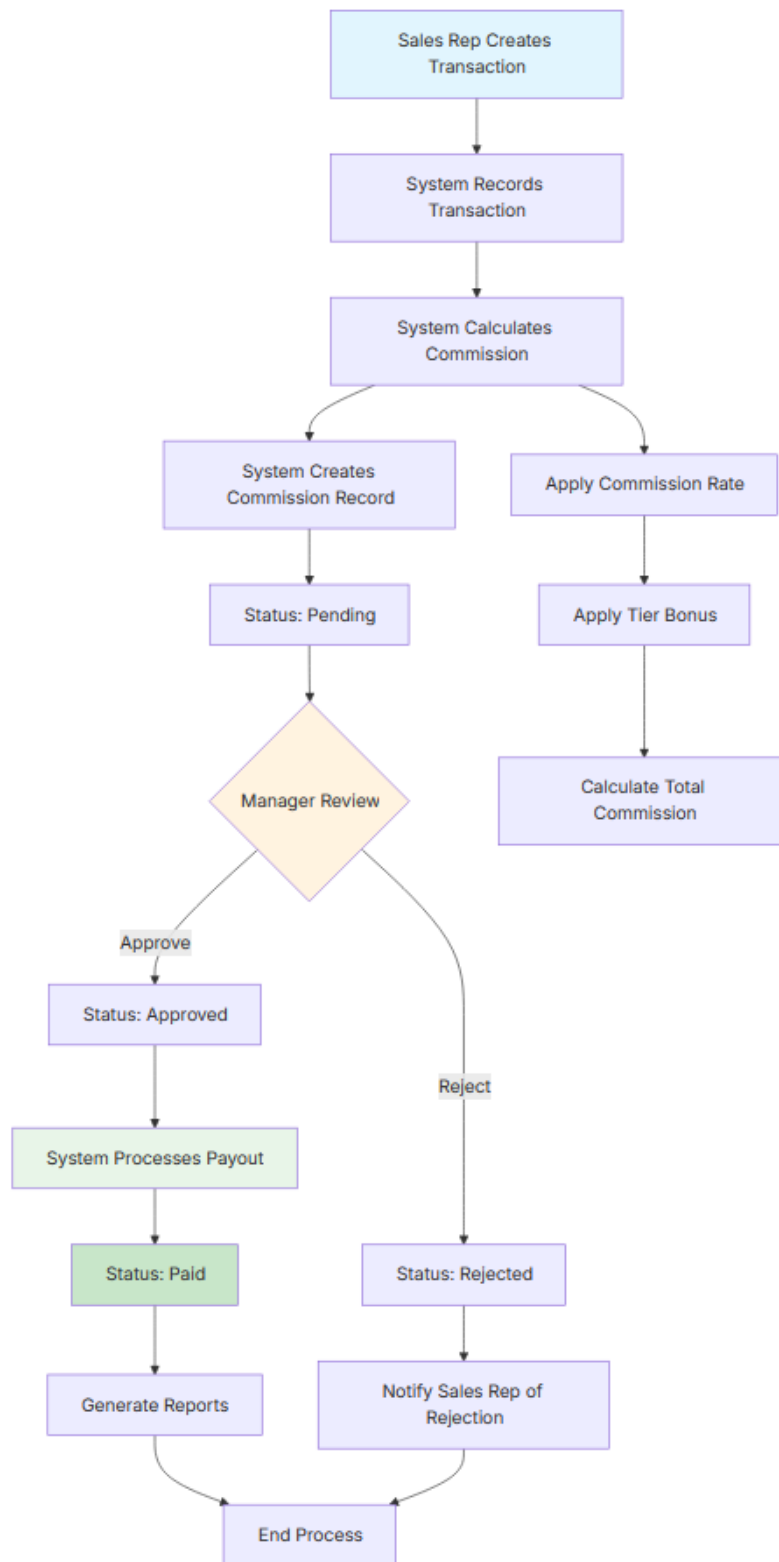 Sales Rep Creates
Transaction
System Records
Transaction
System Calculates
Commission
System Creates
Commission Record
Apply Commission Rate
Status: Pending
Apply Tier Bonus
Manager Review
Calculate Total
Commission
Approve
Status: Approved
Reject
System Processes Payout
Status: Paid
Status: Rejected
Generate Reports
Notify Sales Rep of
Rejection
End Process